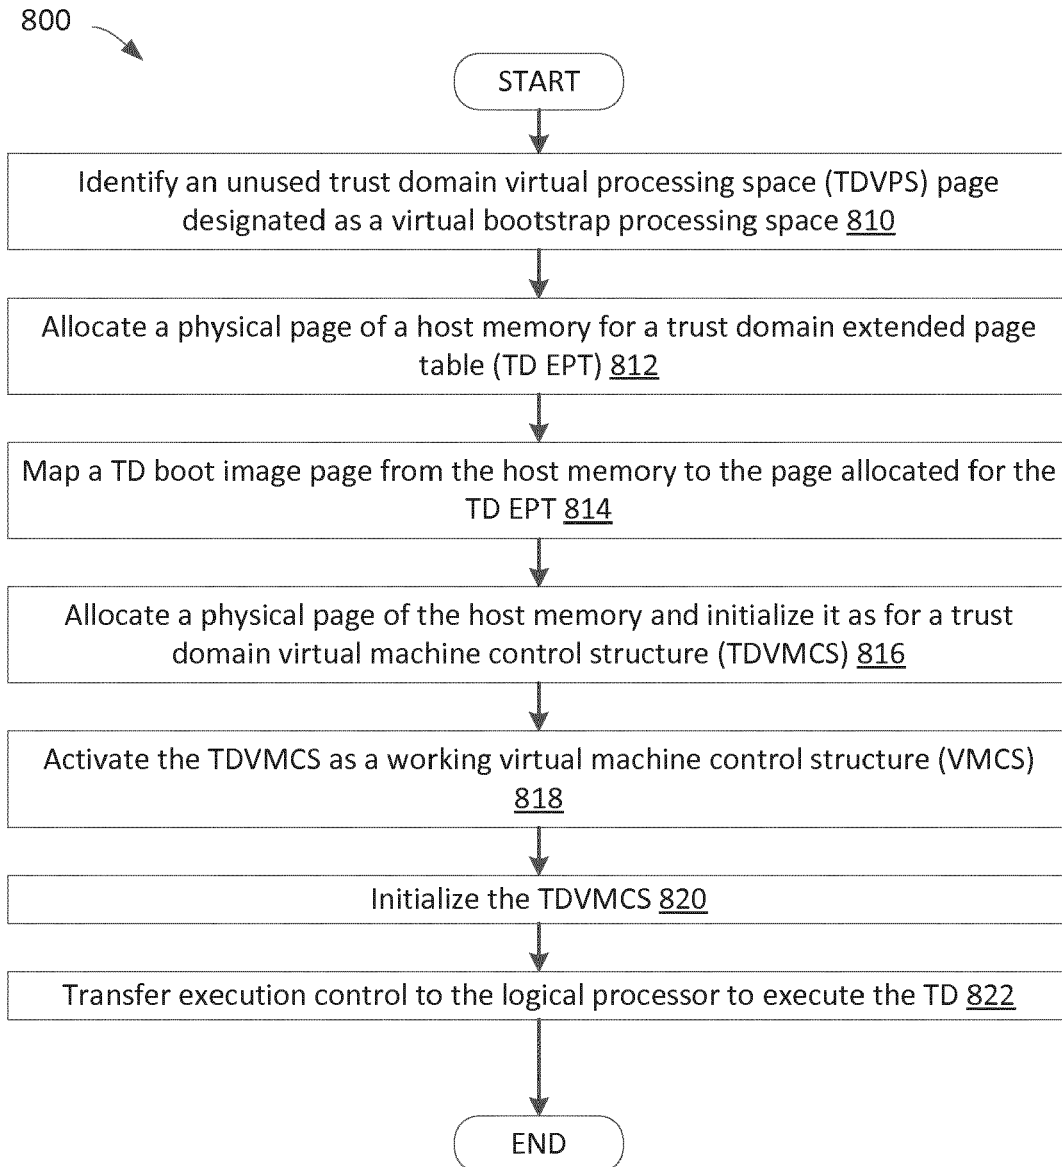 800
START
Identify an unused trust domain virtual processing space (TDVPS) page
designated as a virtual bootstrap processing space 810
Allocate a physical page of a host memory for a trust domain extended page
table (TD EPT) 812
Map a TD boot image page from the host memory to the page allocated for the
TD EPT 814
Allocate a physical page of the host memory and initialize it as for a trust
domain virtual machine control structure (TDVMCS) 816
Activate the TDVMCS as a working virtual machine control structure (VMCS)
818
Initialize the TDVMCS 820
Transfer execution control to the logical processor to execute the TD 822
END